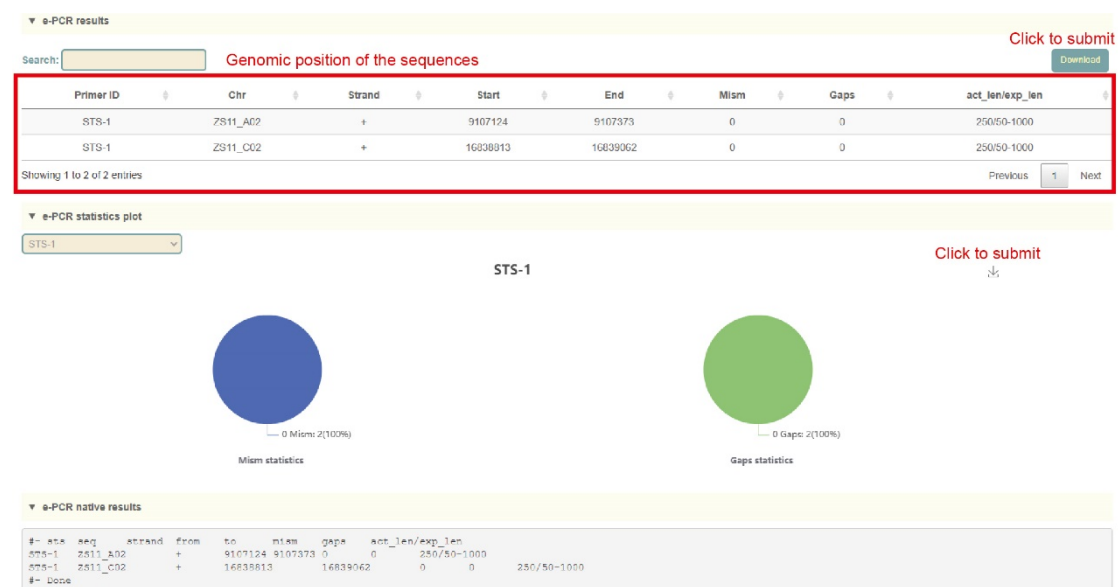 ▼ e-PCR results
Click to submit
Search: Genomic position of the sequences Download
Primer ID Chr Strand Start End Mism Gaps act_len/exp_len
STS-1 ZS11_A02 + 9107124 9107373 0 0 250/50-1000
STS-1 ZS11_C02 + 16838813 16839062 0 0 250/50-1000
Showing 1 to 2 of 2 entries Previous 1 Next
▼ e-PCR statistics plot
STS-1
Click to submit
STS-1
0 Mism: 2(100%) 0 Gaps: 2(100%)
Mism statistics Gaps statistics
▼ e-PCR native results
#- sts seq strand from to mism gaps act_len/exp_len
STS-1 ZS11_A02 + 9107124 9107373 0 0 250/50-1000
STS-1 ZS11_C02 + 16838813 16839062 0 0 250/50-1000
#- Done